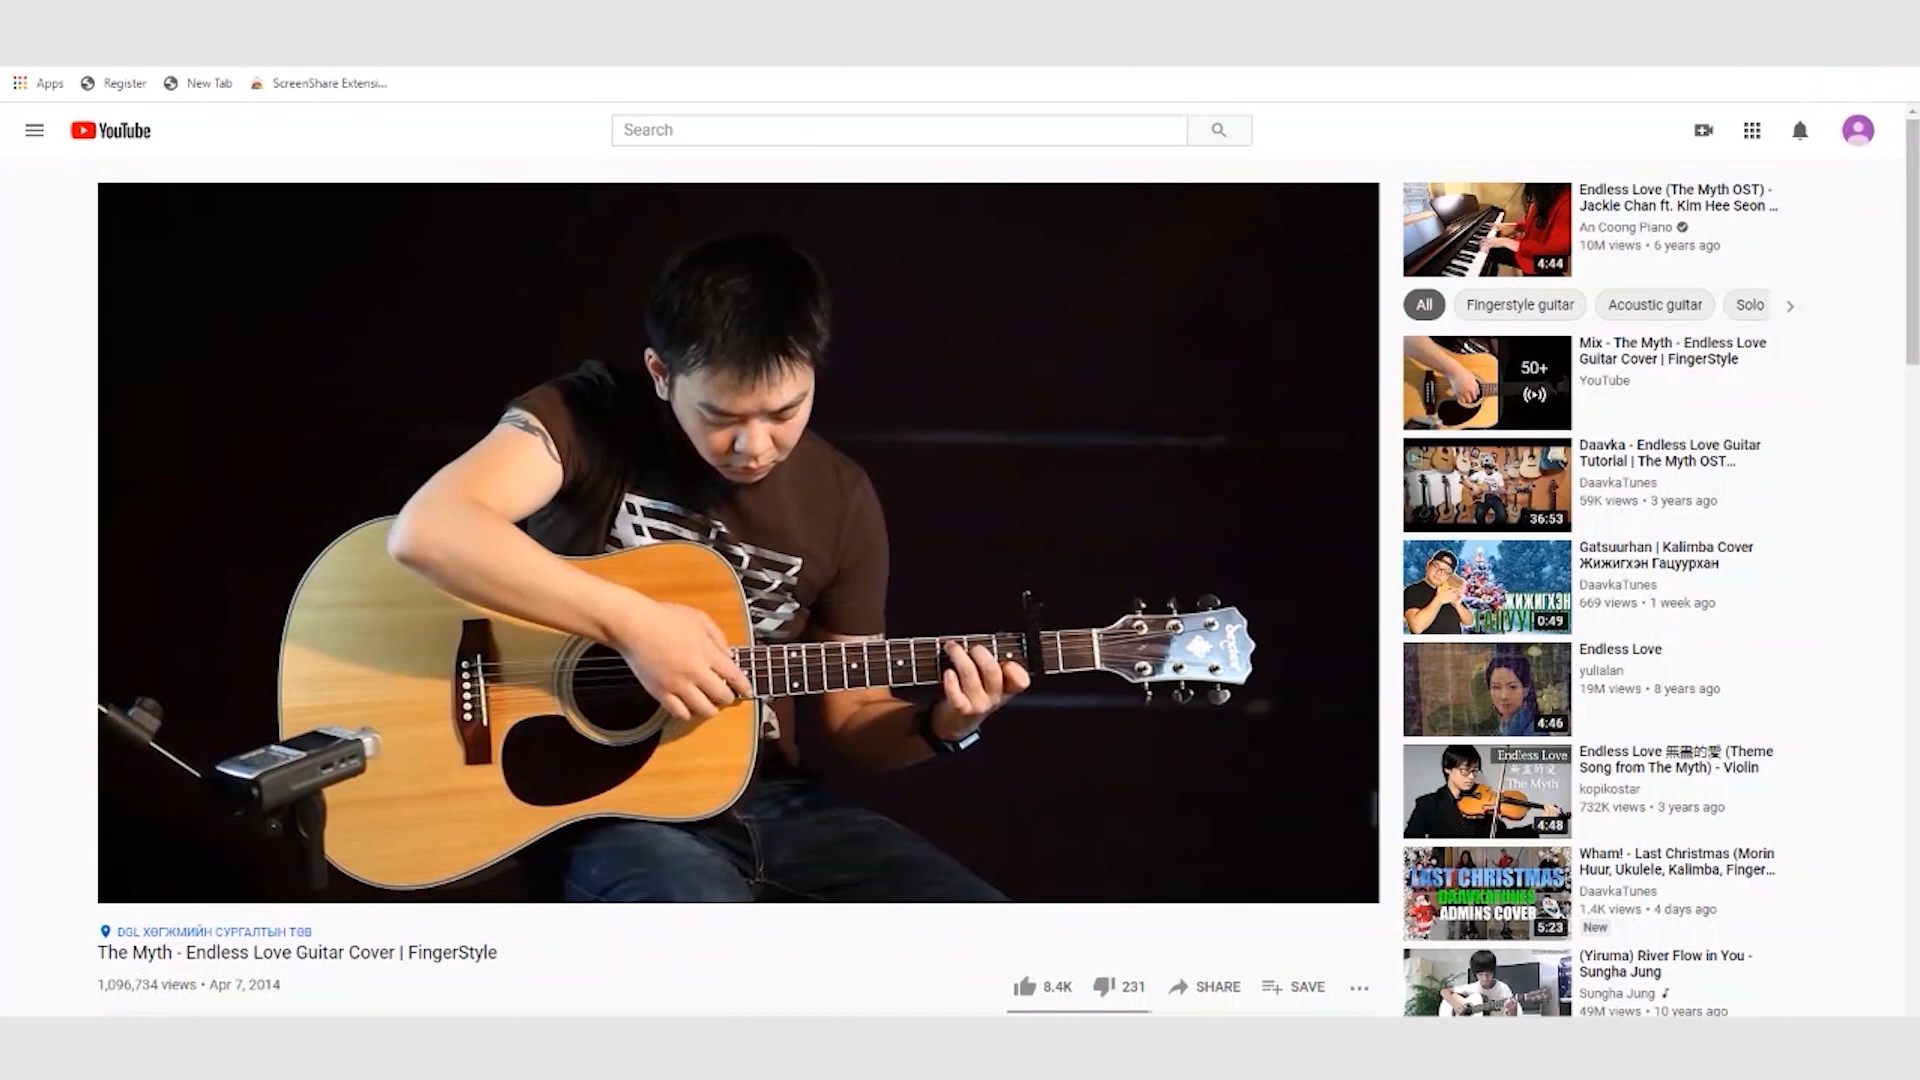 Apps Register New Tab ScreenShare Extensi...
YouTube
Search
DGL ХӨГЖМИЙН СУРГАЛТЫН ТӨВ
The Myth - Endless Love Guitar Cover | FingerStyle
1,096,734 views • Apr 7, 2014
8.4K 231 SHARE SAVE
Endless Love (The Myth OST) -
Jackie Chan ft. Kim Hee Seon ...
An Coong Piano
10M views • 6 years ago
4:44
All Fingerstyle guitar Acoustic guitar Solo
Mix - The Myth - Endless Love
Guitar Cover | FingerStyle
YouTube
50+
Daavka - Endless Love Guitar
Tutorial | The Myth OST...
DaavkaTunes
59K views • 3 years ago
36:53
Gatsuurhan | Kalimba Cover
Жижигхэн Гацуурхан
DaavkaTunes
669 views • 1 week ago
ЖИЖИГХЭН
0:49
Endless Love
yulialan
19M views • 8 years ago
4:46
Endless Love 無盡的愛 (Theme
Song from The Myth) - Violin
kopikostar
732K views • 3 years ago
Endless Love
無盡的愛
The Myth
4:48
Wham! - Last Christmas (Morin
Huur, Ukulele, Kalimba, Finger...
DaavkaTunes
1.4K views • 4 days ago
New
LAST CHRISTMAS
DAAVKATUNES
ADMINS COVER
5:23
(Yiruma) River Flow in You -
Sungha Jung
Sungha Jung
49M views • 10 years ago